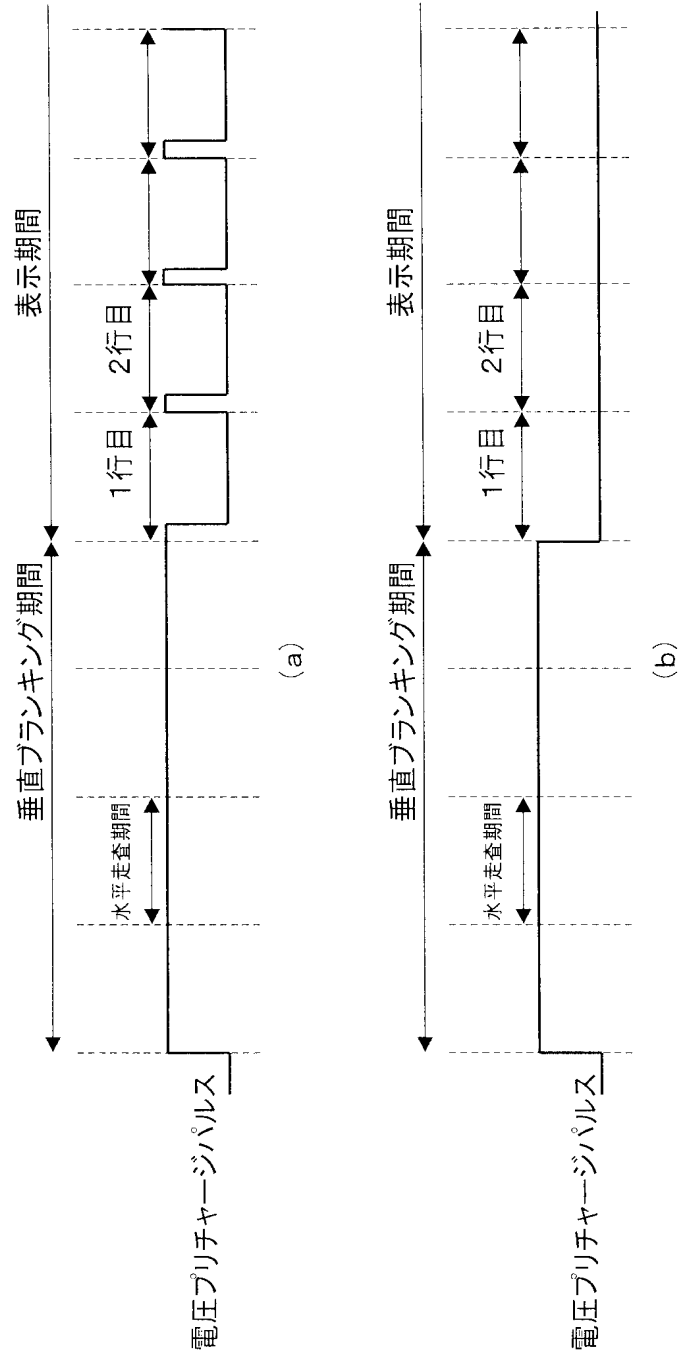 垂直ブランキング期間
表示期間
水平走査期間
1行目
2行目
電圧プリチャージパルス
(a)
垂直ブランキング期間
表示期間
水平走査期間
1行目
2行目
電圧プリチャージパルス
(b)